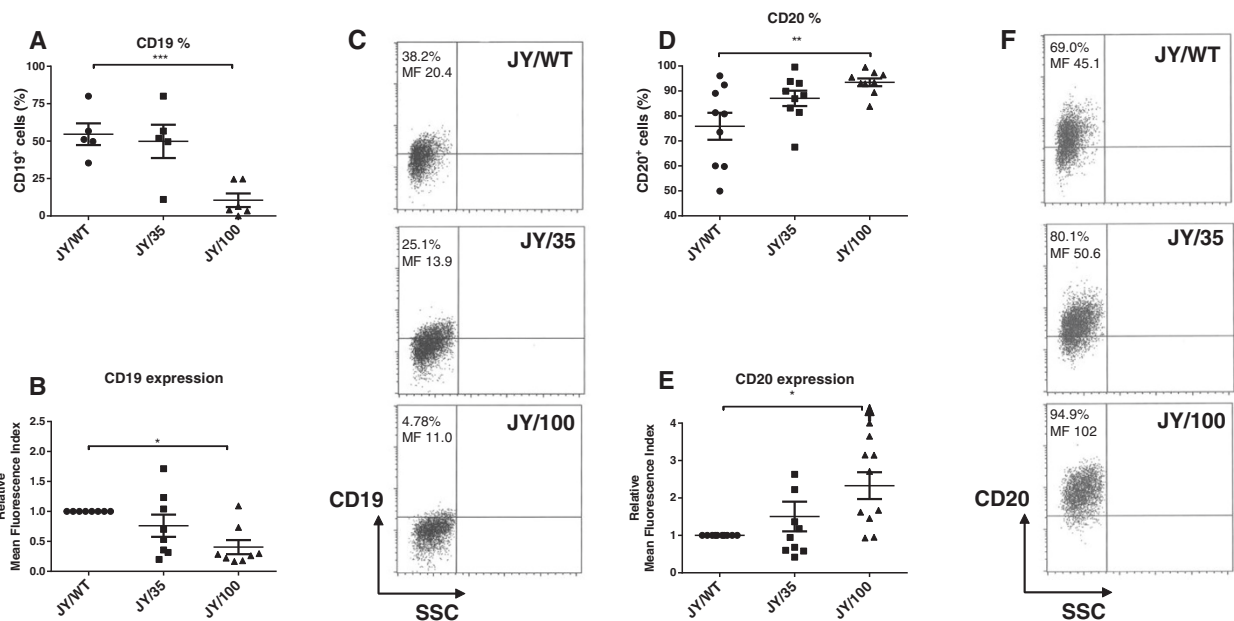 A
CD19 %
***
CD19+ cells (%)
100
75
50
25
0
JY/WT
JY/35
JY/100
B
CD19 expression
*
Relative
Mean Fluorescence Index
2.5
2.0
1.5
1.0
0.5
0.0
JY/WT
JY/35
JY/100
C
38.2%
MF 20.4
JY/WT
25.1%
MF 13.9
JY/35
4.78%
MF 11.0
JY/100
CD19
SSC
D
CD20 %
**
CD20+ cells (%)
100
90
80
70
60
50
40
JY/WT
JY/35
JY/100
E
CD20 expression
*
Relative
Mean Fluorescence Index
4
3
2
1
0
JY/WT
JY/35
JY/100
F
69.0%
MF 45.1
JY/WT
80.1%
MF 50.6
JY/35
94.9%
MF 102
JY/100
CD20
SSC